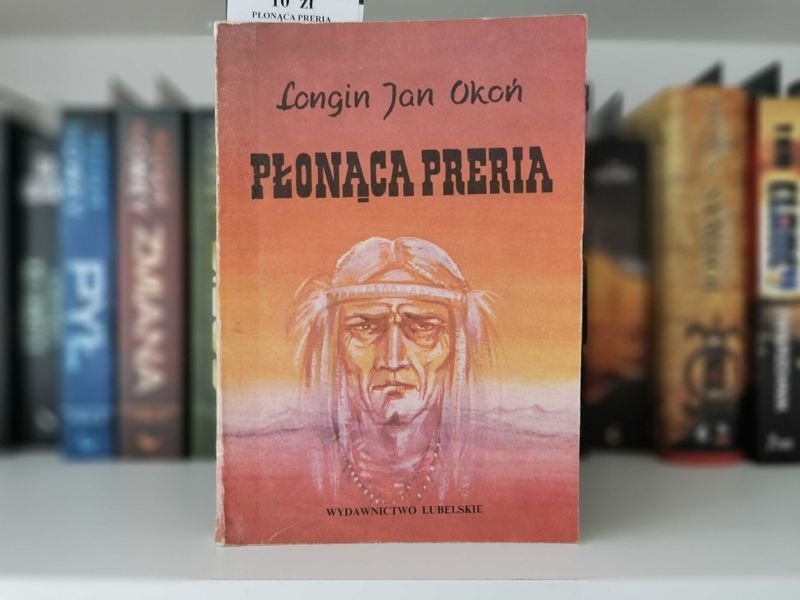 10 zł
PŁONĄCA PRERIA
Longin Jan Okoń
PŁONĄCA PRERIA
WYDAWNICTWO LUBELSKIE
PYŁ
ZMIANA